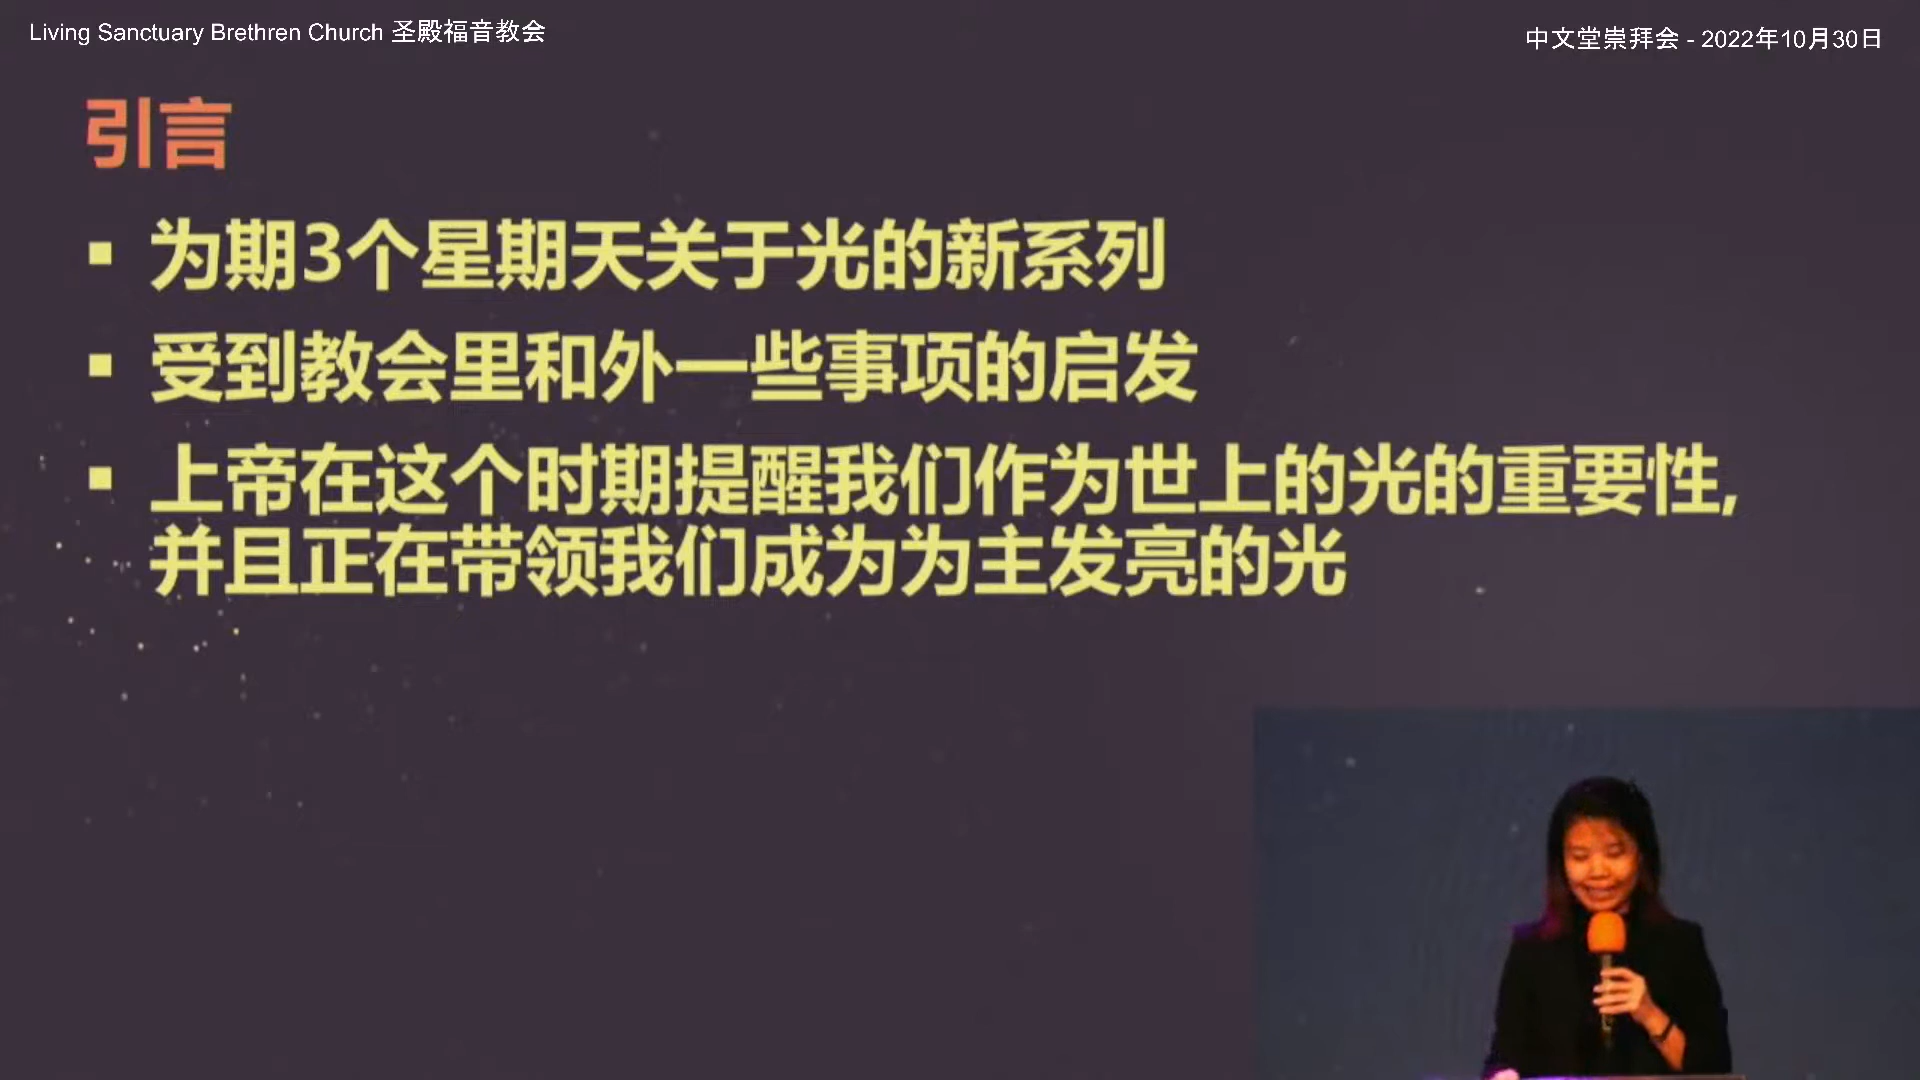 Living Sanctuary Brethren Church 圣殿福音教会
中文堂崇拜会 - 2022年10月30日
引言
▪ 为期3个星期天关于光的新系列
▪ 受到教会里和外一些事项的启发
▪ 上帝在这个时期提醒我们作为世上的光的重要性,
并且正在带领我们成为为主发亮的光